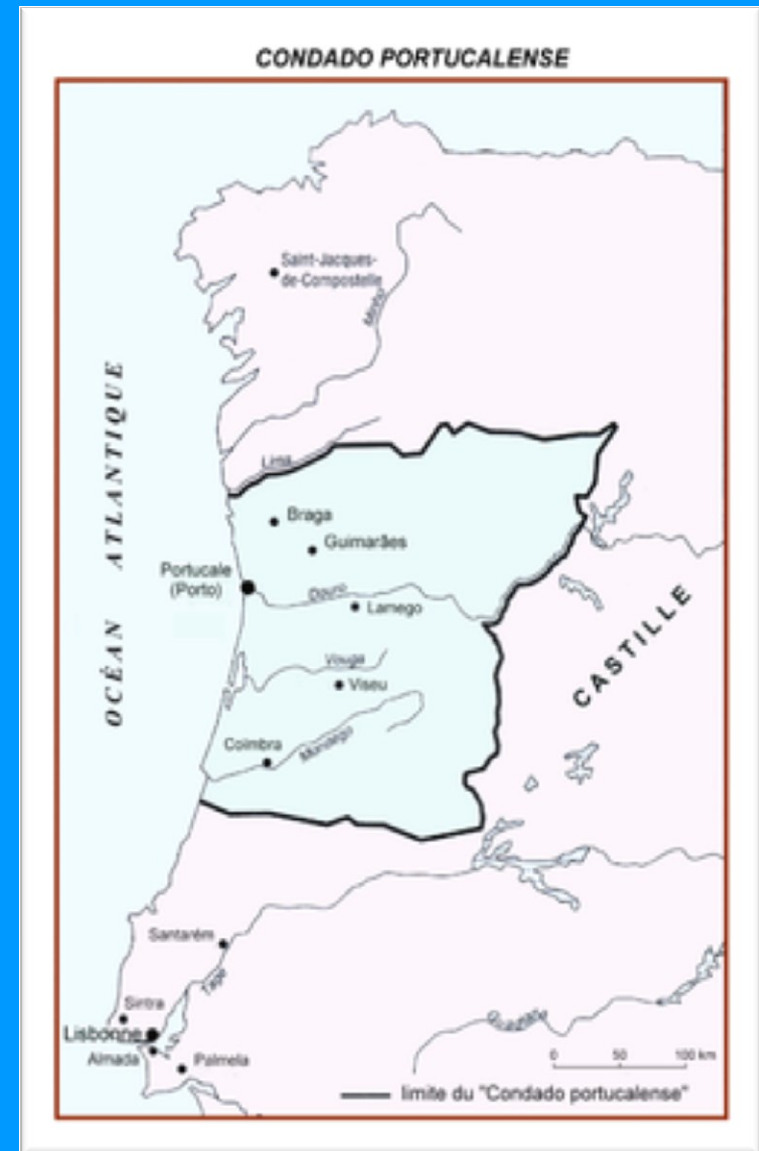 CONDADO PORTUCALENSE
Saint-Jacques-
de-Compostelle
Minho
OCÉAN ATLANTIQUE
Lima
Braga
Guimarães
Portucale
(Porto)
Douro
Lamego
CASTILLE
Vouga
Viseu
Coimbra
Mondego
Santarém
Tage
Sintra
Lisbonne
Guadiana
Almada
Palmela
0 50 100 km
limite du "Condado portucalense"